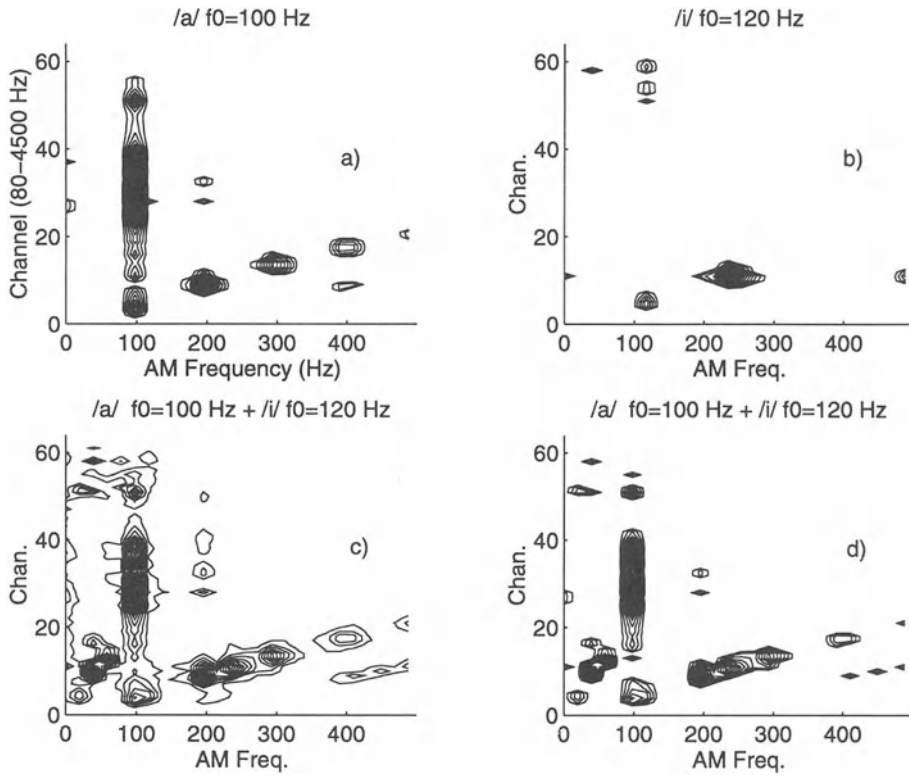 /a/ f0=100 Hz
/i/ f0=120 Hz
60
40
20
0
Channel (80–4500 Hz)
a)
0 100 200 300 400
AM Frequency (Hz)
60
40
20
0
Chan.
b)
0 100 200 300 400
AM Freq.
/a/ f0=100 Hz + /i/ f0=120 Hz
/a/ f0=100 Hz + /i/ f0=120 Hz
60
40
20
0
Chan.
c)
0 100 200 300 400
AM Freq.
60
40
20
0
Chan.
d)
0 100 200 300 400
AM Freq.